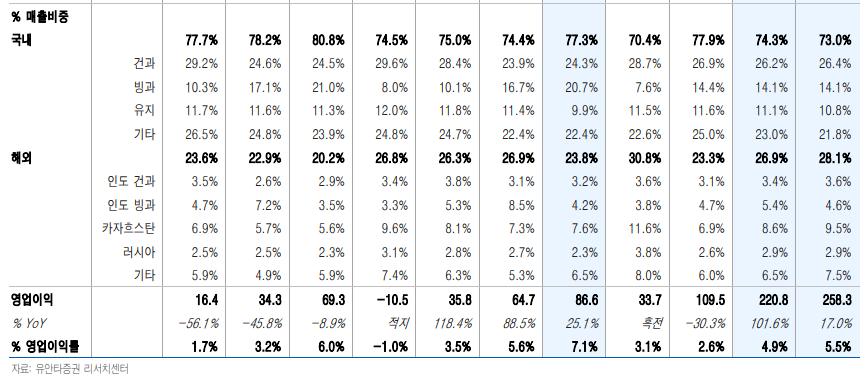 % 매출비중
국내 77.7% 78.2% 80.8% 74.5% 75.0% 74.4% 77.3% 70.4% 77.9% 74.3% 73.0%
건과 29.2% 24.6% 24.5% 29.6% 28.4% 23.9% 24.3% 28.7% 26.9% 26.2% 26.4%
빙과 10.3% 17.1% 21.0% 8.0% 10.1% 16.7% 20.7% 7.6% 14.4% 14.1% 14.1%
유지 11.7% 11.6% 11.3% 12.0% 11.8% 11.4% 9.9% 11.5% 11.6% 11.1% 10.8%
기타 26.5% 24.8% 23.9% 24.8% 24.7% 22.4% 22.4% 22.6% 25.0% 23.0% 21.8%
해외 23.6% 22.9% 20.2% 26.8% 26.3% 26.9% 23.8% 30.8% 23.3% 26.9% 28.1%
인도 건과 3.5% 2.6% 2.9% 3.4% 3.8% 3.1% 3.2% 3.6% 3.1% 3.4% 3.6%
인도 빙과 4.7% 7.2% 3.5% 3.3% 5.3% 8.5% 4.2% 3.8% 4.7% 5.4% 4.6%
카자흐스탄 6.9% 5.7% 5.6% 9.6% 8.1% 7.3% 7.6% 11.6% 6.9% 8.6% 9.5%
러시아 2.5% 2.5% 2.3% 3.1% 2.8% 2.7% 2.3% 3.8% 2.6% 2.9% 2.9%
기타 5.9% 4.9% 5.9% 7.4% 6.3% 5.3% 6.5% 8.0% 6.0% 6.5% 7.5%
영업이익 16.4 34.3 69.3 -10.5 35.8 64.7 86.6 33.7 109.5 220.8 258.3
% YoY -56.1% -45.8% -8.9% 적지 118.4% 88.5% 25.1% 흑전 -30.3% 101.6% 17.0%
% 영업이익률 1.7% 3.2% 6.0% -1.0% 3.5% 5.6% 7.1% 3.1% 2.6% 4.9% 5.5%
자료: 유안타증권 리서치센터